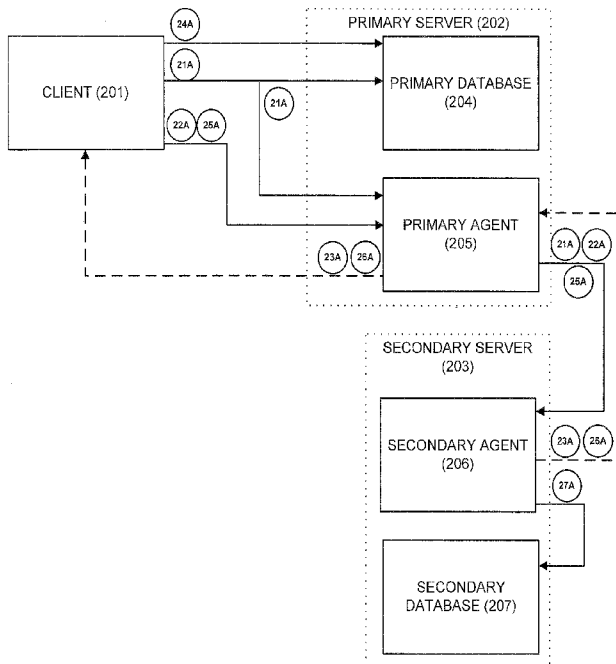 24A
PRIMARY SERVER (202)
21A
CLIENT (201)
PRIMARY DATABASE
(204)
21A
22A 25A
PRIMARY AGENT
(205)
23A 26A
21A 22A
25A
SECONDARY SERVER
(203)
SECONDARY AGENT
(206)
23A 26A
27A
SECONDARY
DATABASE (207)